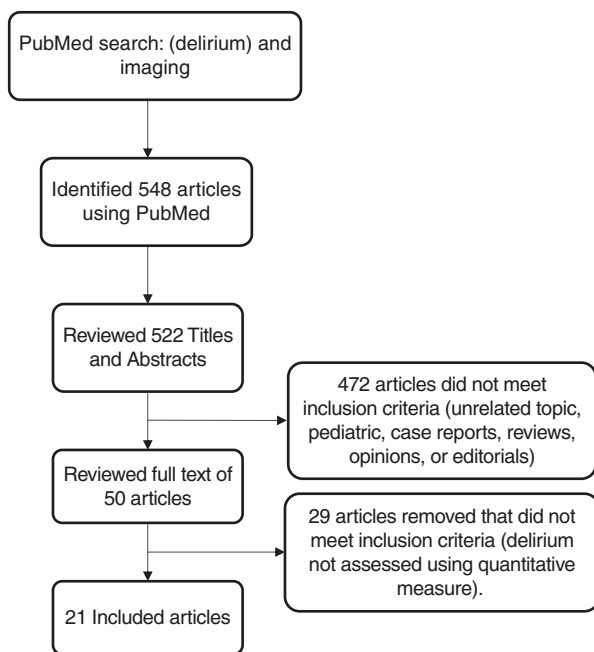 PubMed search: (delirium) and
imaging
Identified 548 articles
using PubMed
Reviewed 522 Titles
and Abstracts
472 articles did not meet
inclusion criteria (unrelated topic,
pediatric, case reports, reviews,
opinions, or editorials)
Reviewed full text of
50 articles
29 articles removed that did not
meet inclusion criteria (delirium
not assessed using quantitative
measure).
21 Included articles